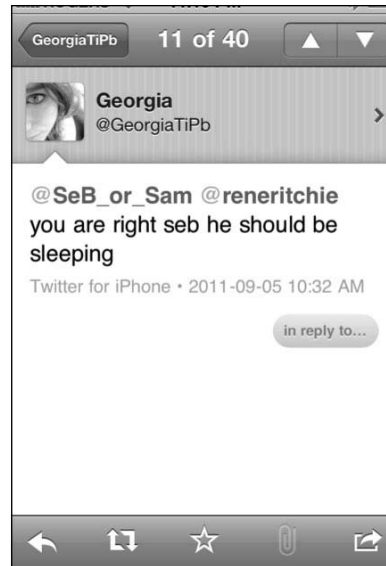 GeorgiaTiPb 11 of 40
Georgia
@GeorgiaTiPb
@SeB_or_Sam @reneritchie
you are right seb he should be
sleeping
Twitter for iPhone • 2011-09-05 10:32 AM
in reply to...